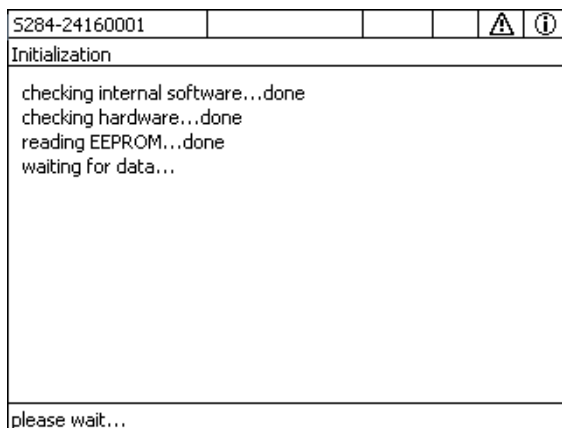 S284-24160001
Initialization
checking internal software...done
checking hardware...done
reading EEPROM...done
waiting for data...
please wait...